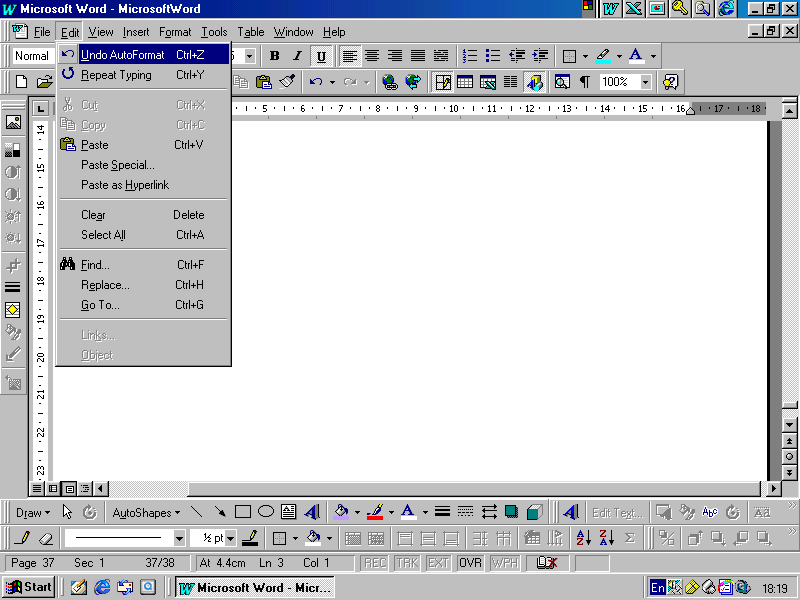 Microsoft Word - MicrosoftWord
File Edit View Insert Format Tools Table Window Help
Normal B I U
Undo AutoFormat Ctrl+Z
Repeat Typing Ctrl+Y
100%
Cut Ctrl+X
Copy Ctrl+C
Paste Ctrl+V
Paste Special...
Paste as Hyperlink
Clear Delete
Select All Ctrl+A
Find... Ctrl+F
Replace... Ctrl+H
Go To... Ctrl+G
Links...
Object
5 6 7 8 9 10 11 12 13 14 15 16 17 18
14
15
16
17
18
19
20
21
22
23
Draw AutoShapes Edit Text... Abc Aa
½ pt
Page 37 Sec 1 37/38 At 4.4cm Ln 3 Col 1 REC TRK EXT OVR WPH
Start Microsoft Word - Micr... En 18:19